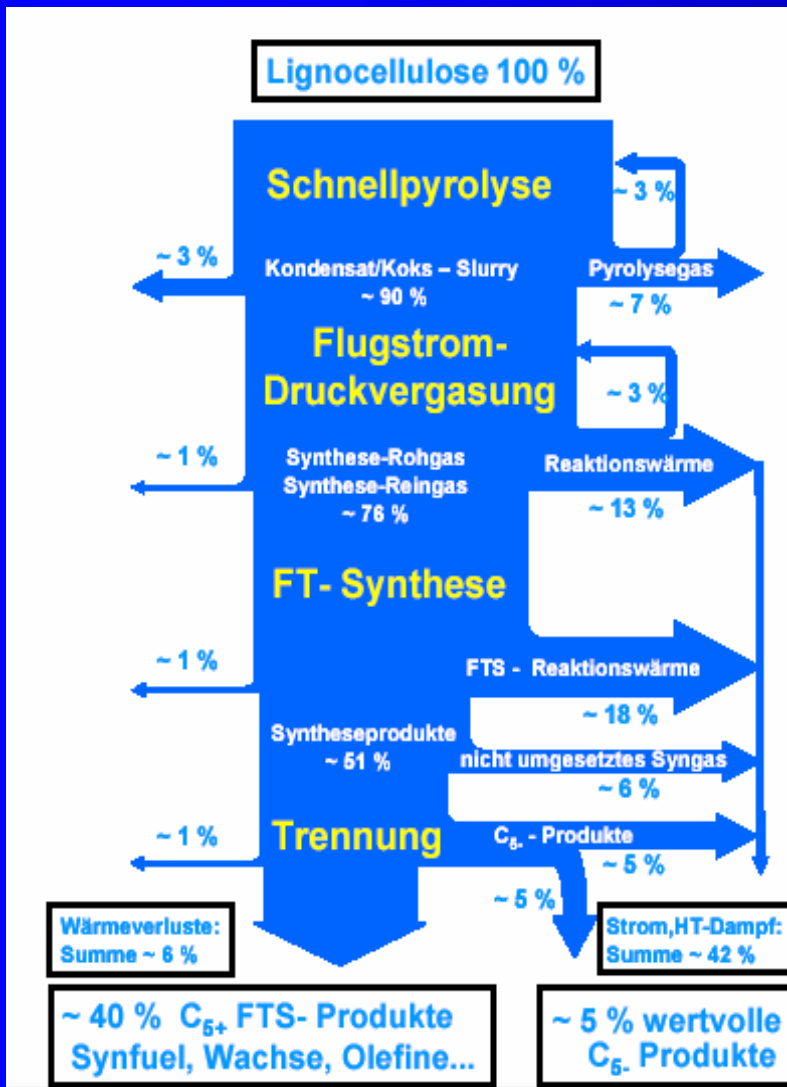 Lignocellulose 100 %
Schnellpyrolyse
~ 3 %
~ 3 %
Kondensat/Koks – Slurry
~ 90 %
Pyrolysegas
~ 7 %
Flugstrom-
Druckvergasung
~ 3 %
~ 1 %
Synthese-Rohgas
Synthese-Reingas
~ 76 %
Reaktionswärme
~ 13 %
FT- Synthese
~ 1 %
FTS - Reaktionswärme
~ 18 %
Syntheseprodukte
~ 51 %
nicht umgesetztes Syngas
~ 6 %
~ 1 %
Trennung
C5- - Produkte
~ 5 %
~ 5 %
Wärmeverluste:
Summe ~ 6 %
Strom,HT-Dampf:
Summe ~ 42 %
~ 40 % C5+ FTS- Produkte
Synfuel, Wachse, Olefine...
~ 5 % wertvolle
C5- Produkte